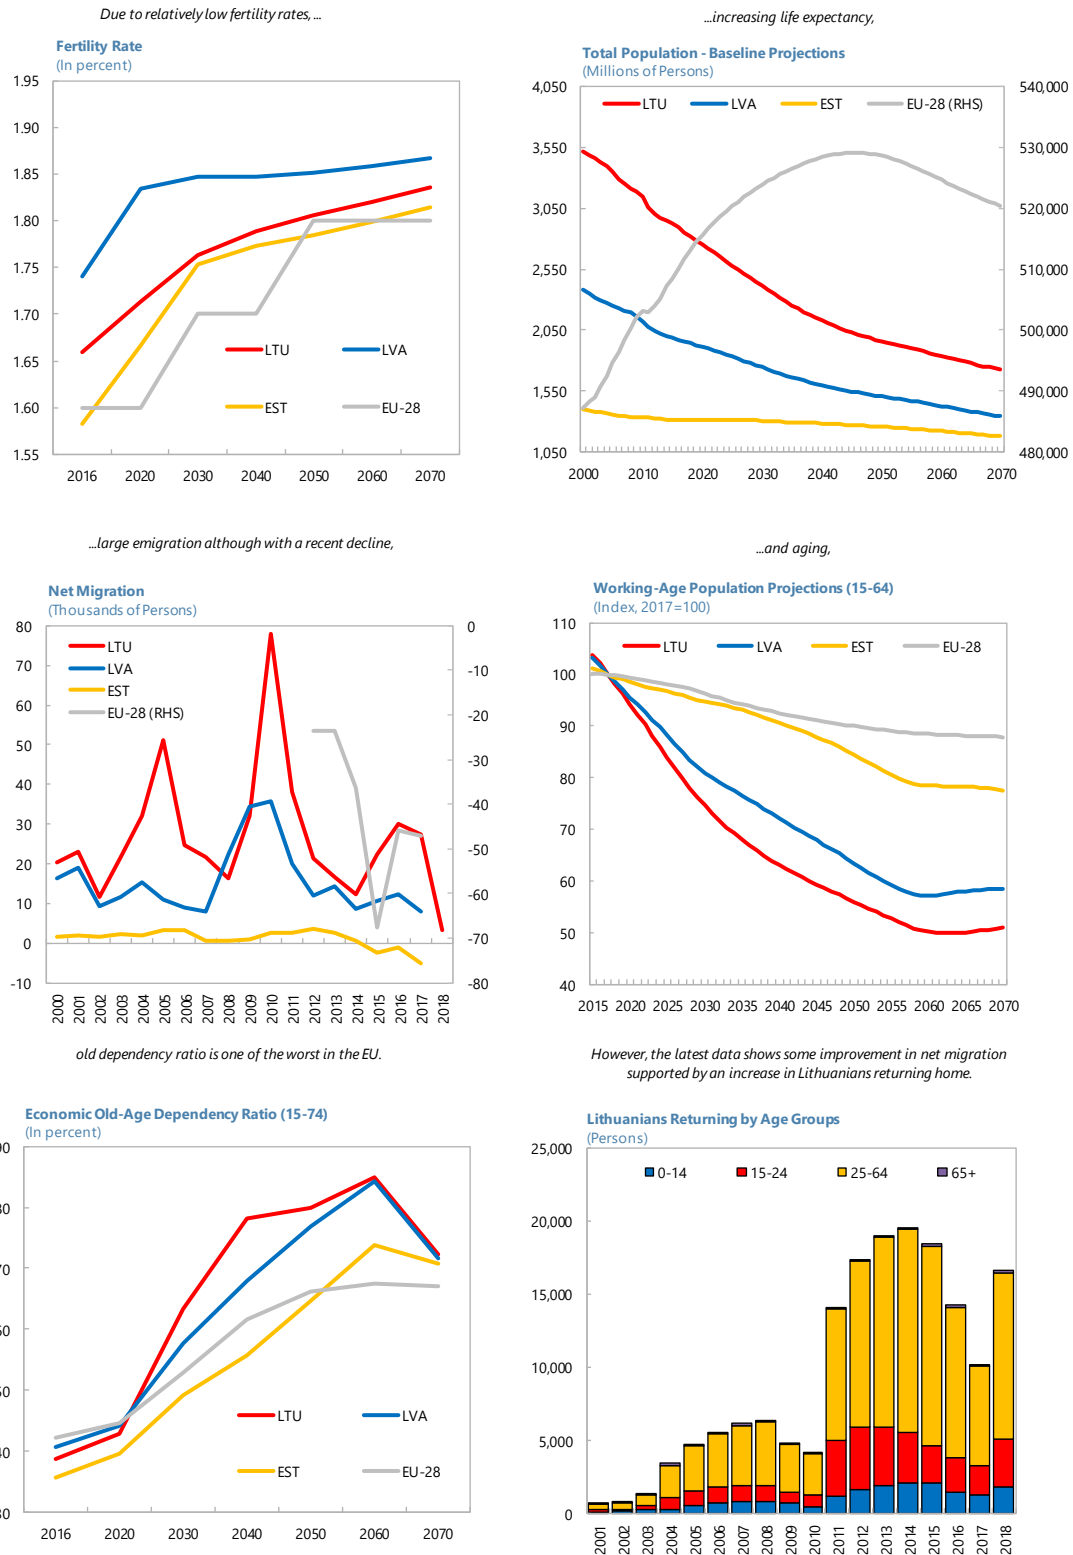 Due to relatively low fertility rates, ...
Fertility Rate
(In percent)
1.95
1.90
1.85
1.80
1.75
1.70
1.65
1.60
1.55
LTU
LVA
EST
EU-28
2016 2020 2030 2040 2050 2060 2070
...increasing life expectancy,
Total Population - Baseline Projections
(Millions of Persons)
4,050
3,550
3,050
2,550
2,050
1,550
1,050
LTU LVA EST EU-28 (RHS)
540,000
530,000
520,000
510,000
500,000
490,000
480,000
2000 2010 2020 2030 2040 2050 2060 2070
...large emigration although with a recent decline,
Net Migration
(Thousands of Persons)
80
70
60
50
40
30
20
10
0
-10
LTU
LVA
EST
EU-28 (RHS)
0
-10
-20
-30
-40
-50
-60
-70
-80
2000 2001 2002 2003 2004 2005 2006 2007 2008 2009 2010 2011 2012 2013 2014 2015 2016 2017 2018
...and aging,
Working-Age Population Projections (15-64)
(Index, 2017=100)
110
100
90
80
70
60
50
40
LTU LVA EST EU-28
2015 2020 2025 2030 2035 2040 2045 2050 2055 2060 2065 2070
old dependency ratio is one of the worst in the EU.
Economic Old-Age Dependency Ratio (15-74)
(In percent)
90
80
70
60
50
40
30
LTU
LVA
EST
EU-28
2016 2020 2030 2040 2050 2060 2070
However, the latest data shows some improvement in net migration
supported by an increase in Lithuanians returning home.
Lithuanians Returning by Age Groups
(Persons)
25,000
20,000
15,000
10,000
5,000
0
0-14 15-24 25-64 65+
2001 2002 2003 2004 2005 2006 2007 2008 2009 2010 2011 2012 2013 2014 2015 2016 2017 2018